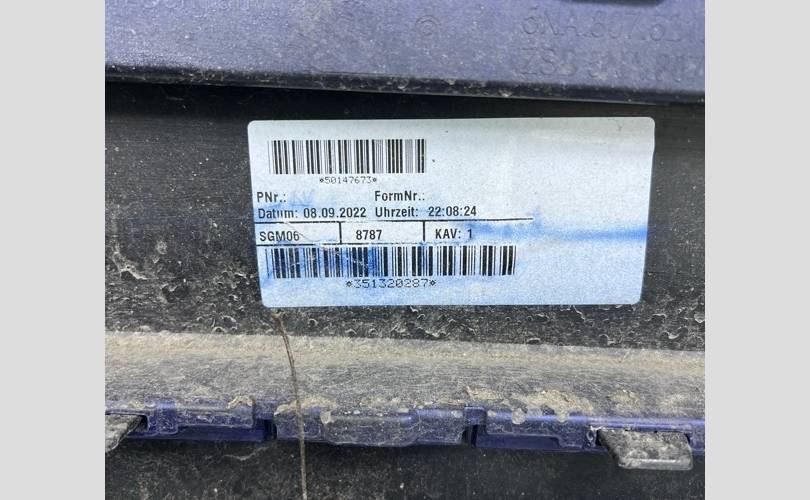 ©
*50147673*
PNr.: FormNr.:
Datum: 08.09.2022 Uhrzeit: 22:08:24
SGM06 8787 KAV: 1
*351320287*